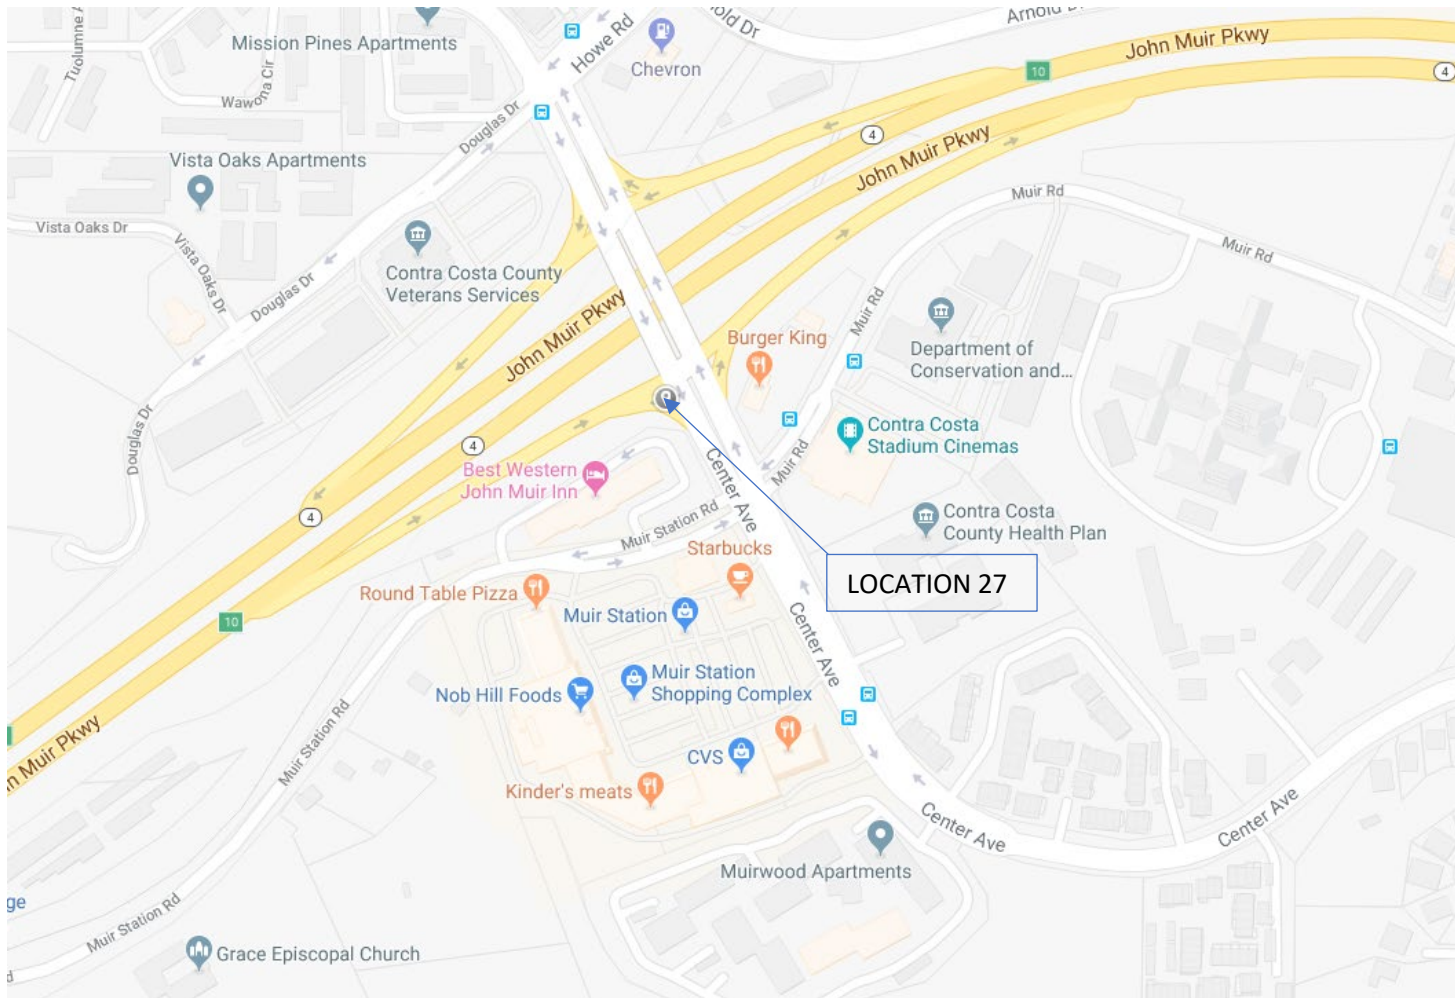 Tuolumne
Mission Pines Apartments
Howe Rd
Chevron
Arnold
John Muir Pkwy
10
4
Wawona Cir
Douglas Dr
4
John Muir Pkwy
Vista Oaks Apartments
Muir Rd
Vista Oaks Dr
Vista Oaks Dr
Contra Costa County
Veterans Services
Muir Rd
Douglas Dr
Muir Rd
John Muir Pkwy
Burger King
Department of
Conservation and...
Douglas Dr
4
Contra Costa
Stadium Cinemas
Best Western
John Muir Inn
Center Ave
Muir Rd
4
Muir Station Rd
Contra Costa
County Health Plan
Starbucks
LOCATION 27
Round Table Pizza
10
Muir Station
Center Ave
Muir Station
Shopping Complex
Nob Hill Foods
Muir Pkwy
Muir Station Rd
CVS
Kinder's meats
Center Ave
Center Ave
Muirwood Apartments
ge
Muir Station Rd
Grace Episcopal Church